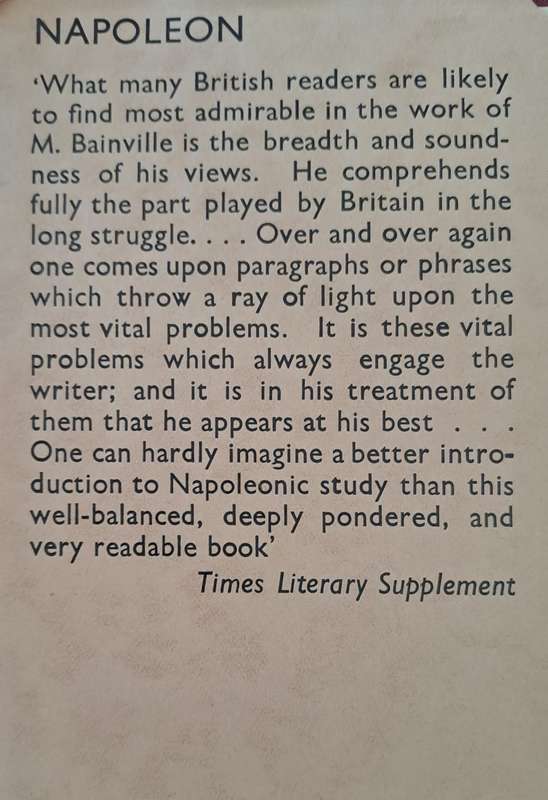 NAPOLEON
‘What many British readers are likely
to find most admirable in the work of
M. Bainville is the breadth and sound-
ness of his views. He comprehends
fully the part played by Britain in the
long struggle. . . . Over and over again
one comes upon paragraphs or phrases
which throw a ray of light upon the
most vital problems. It is these vital
problems which always engage the
writer; and it is in his treatment of
them that he appears at his best . . .
One can hardly imagine a better intro-
duction to Napoleonic study than this
well-balanced, deeply pondered, and
very readable book’
Times Literary Supplement